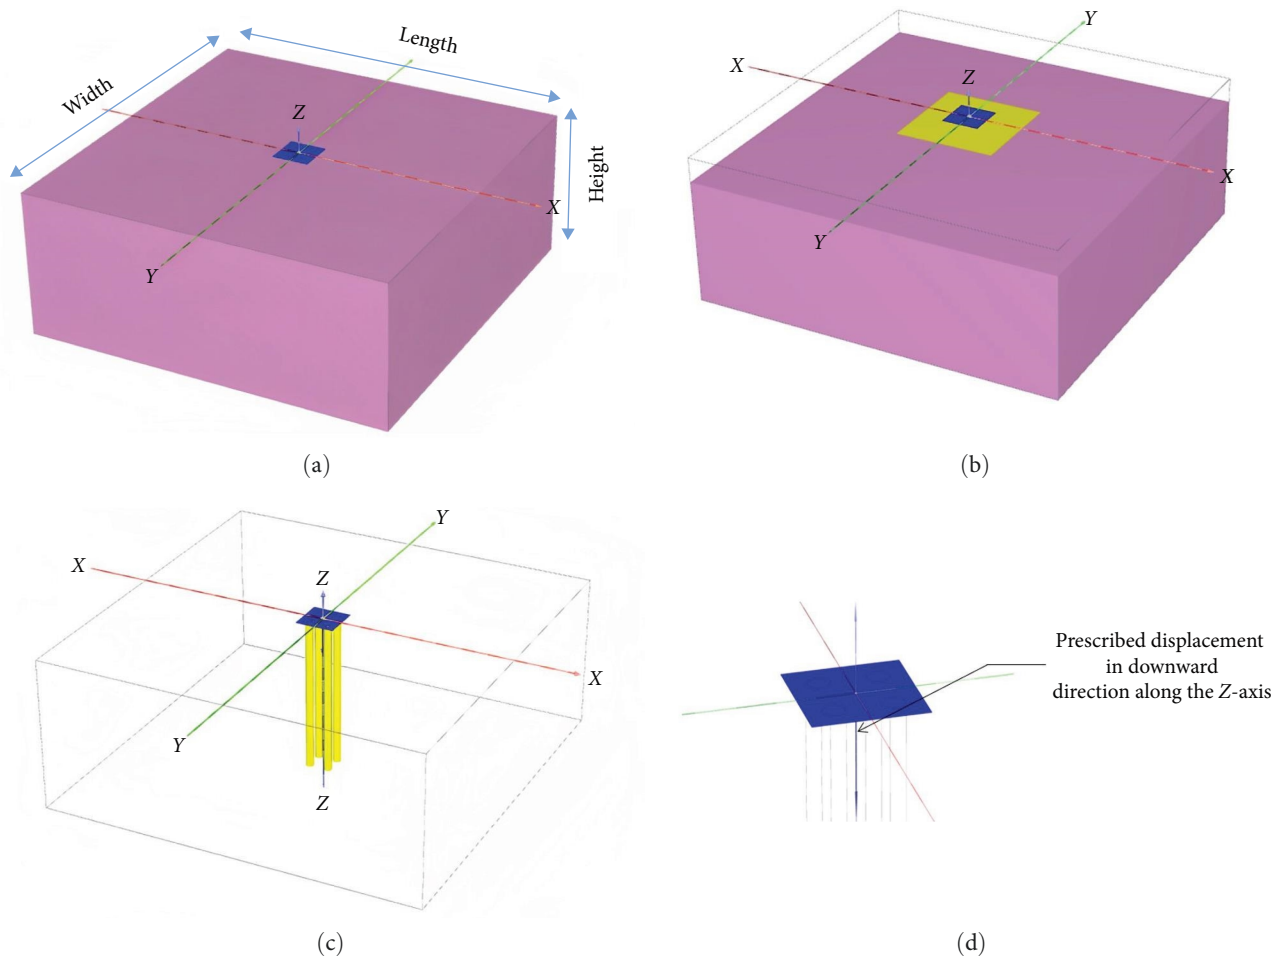 Length
Width
Z
Height
X
Y
(a)
Y
X
Z
X
Y
(b)
Y
X
Z
X
Y
Z
(c)
Prescribed displacement
in downward
direction along the Z-axis
(d)